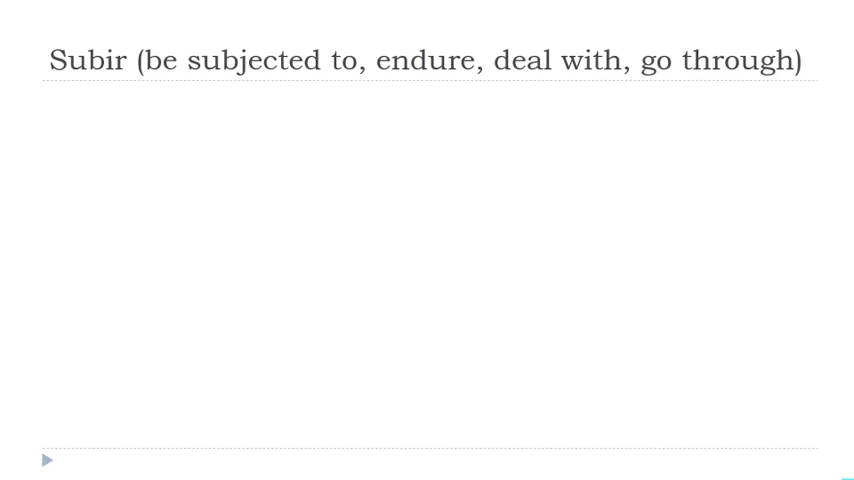 Subir (be subjected to, endure, deal with, go through)